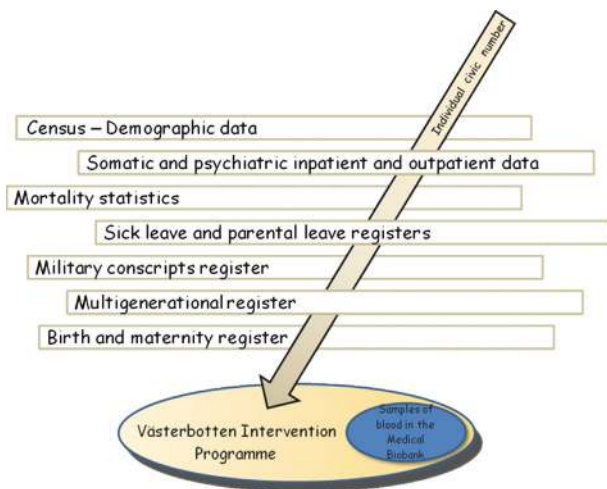 Individual civic number
Census – Demographic data
Somatic and psychiatric inpatient and outpatient data
Mortality statistics
Sick leave and parental leave registers
Military conscripts register
Multigenerational register
Birth and maternity register
Västerbotten Intervention
Programme
Samples of
blood in the
Medical
Biobank